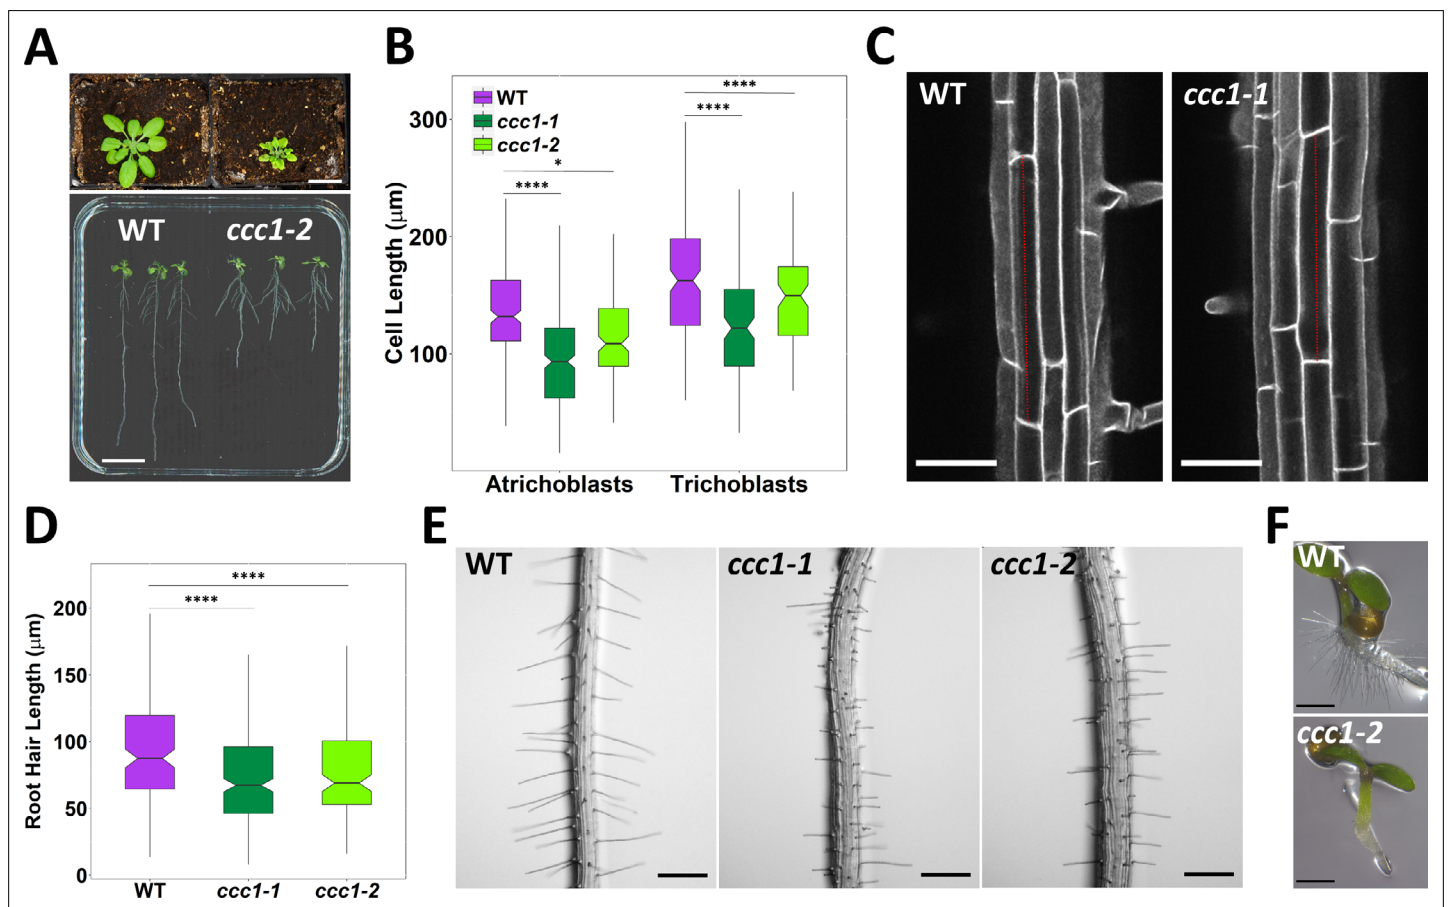 A
WT
ccc1-2
B
Cell Length (μm)
300
200
100
WT
ccc1-1
ccc1-2
****
*
****
****
Atrichoblasts
Trichoblasts
C
WT
ccc1-1
D
Root Hair Length (μm)
200
150
100
50
0
****
****
WT
ccc1-1
ccc1-2
E
WT
ccc1-1
ccc1-2
F
WT
ccc1-2